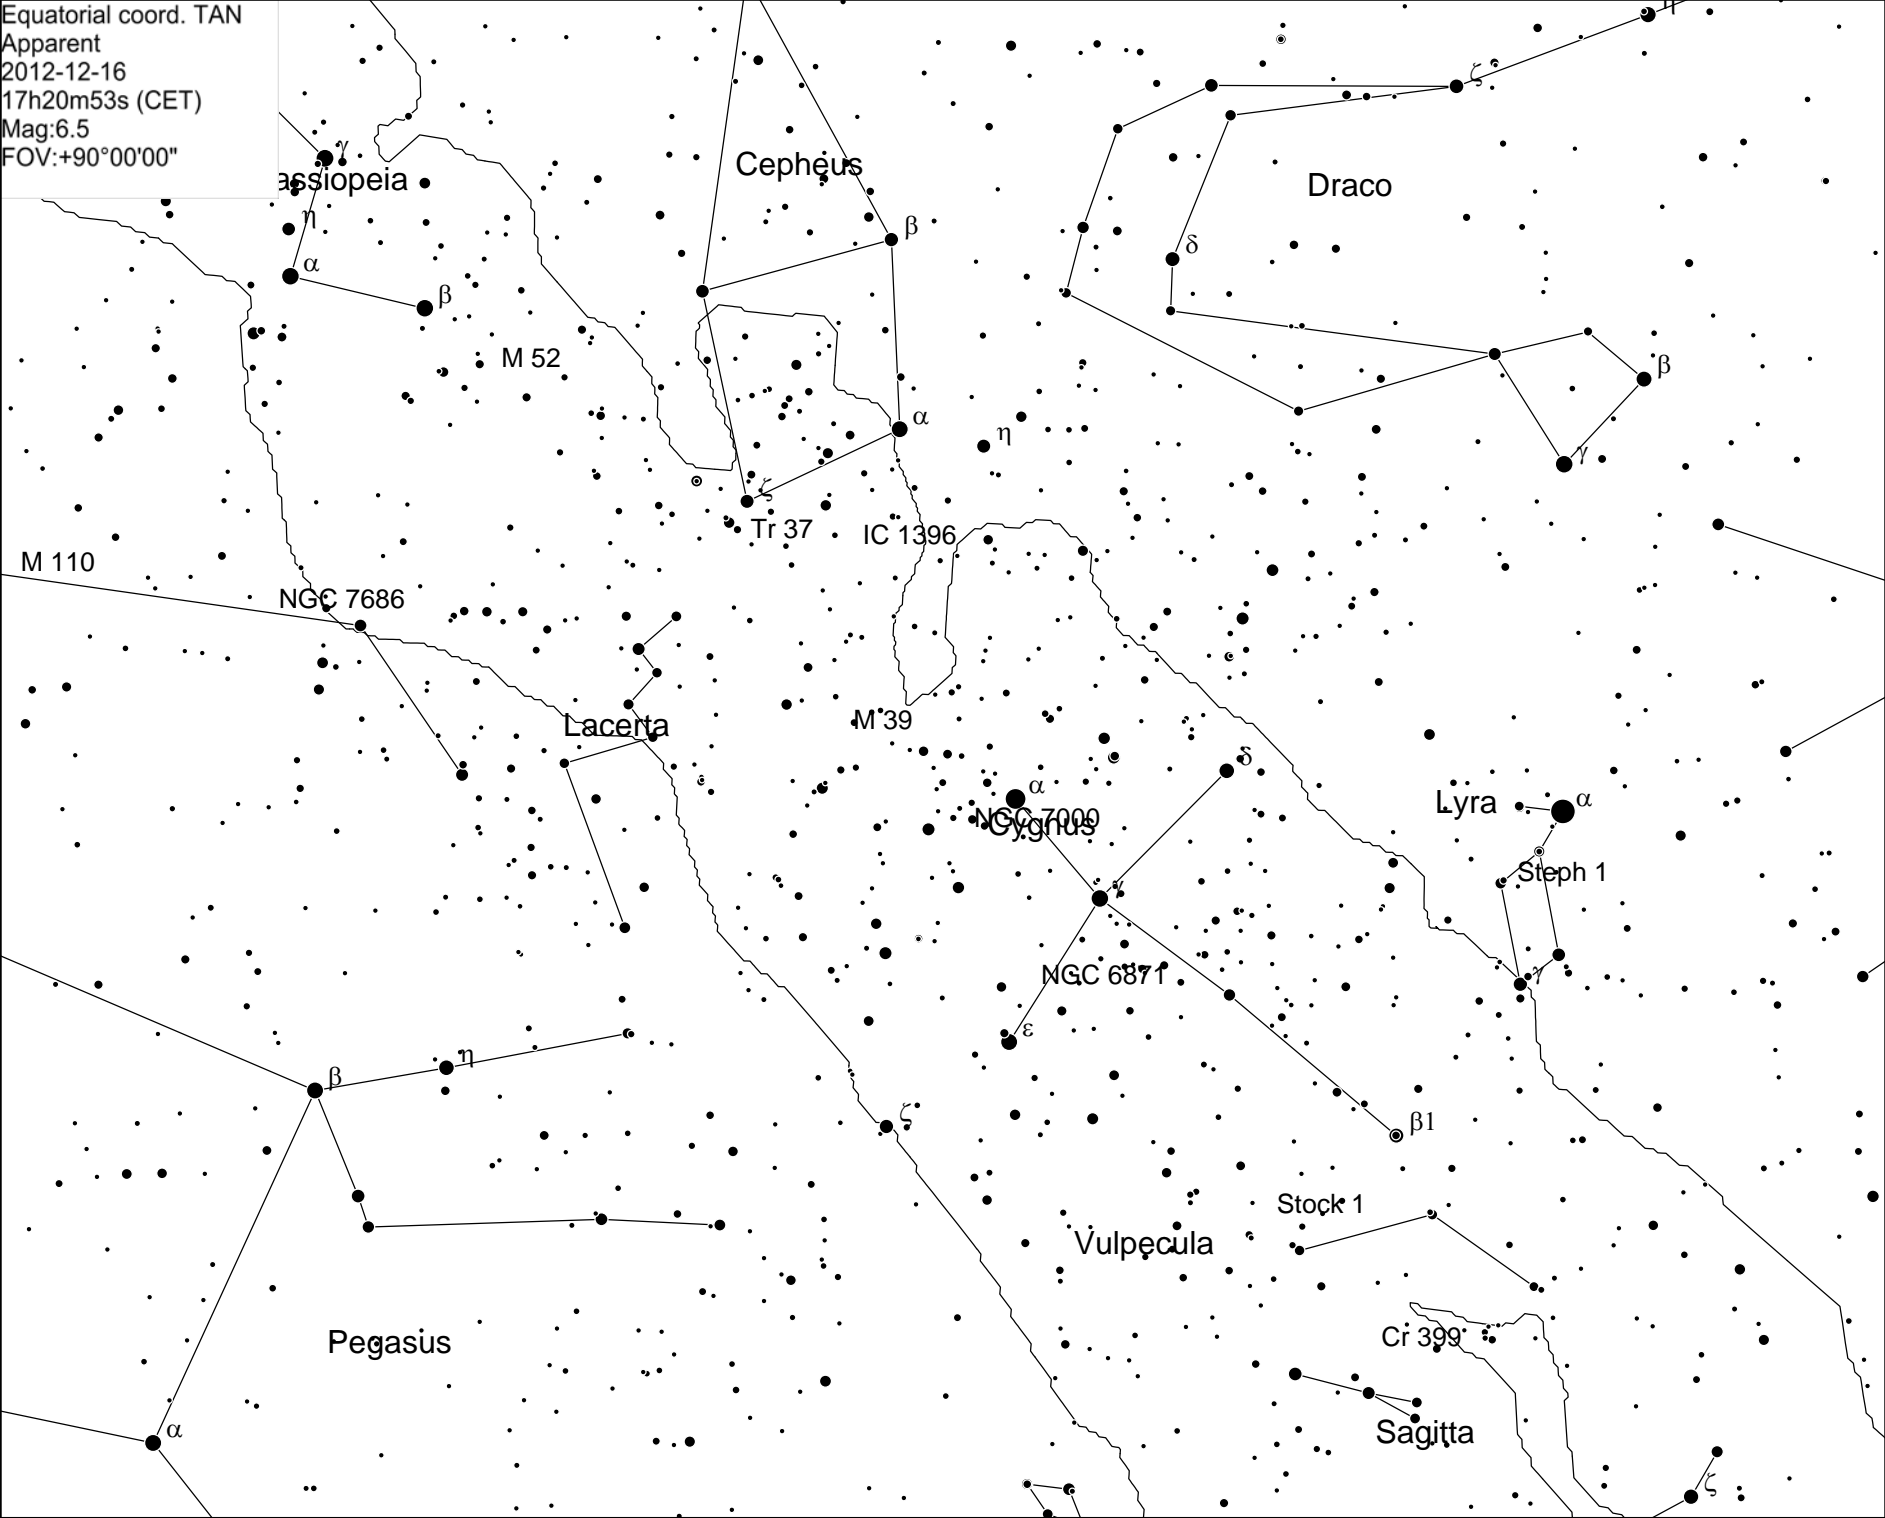 Equatorial coord. TAN
Apparent
2012-12-16
17h20m53s (CET)
Mag:6.5
FOV:+90°00'00"
η
ζ
γ
Cepheus
assiopeia
Draco
η
β
δ
α
β
M 52
β
α
η
γ
ζ
Tr 37
IC 1396
M 110
NGC 7686
Lacerta
M 39
δ
α
NGC 7000
Cygnus
Lyra
α
Steph 1
γ
NGC 6871
γ
ε
η
β
ζ
β1
Stock 1
Vulpecula
Pegasus
Cr 399
α
Sagitta
ζ